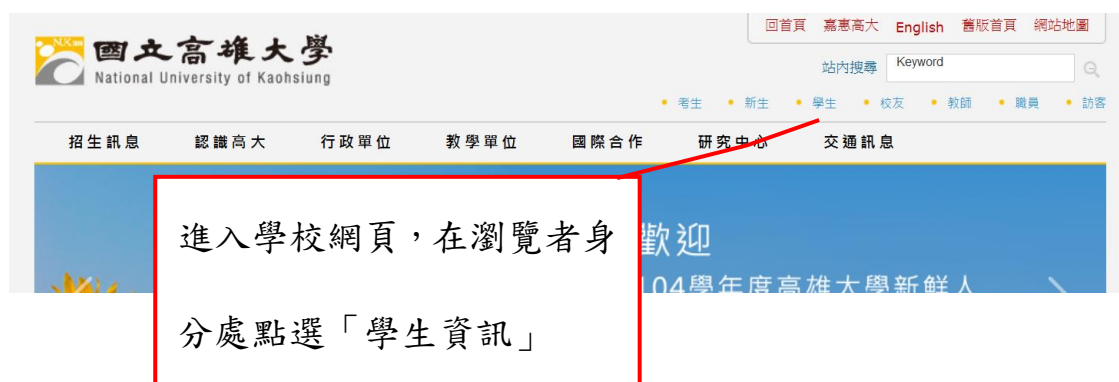 回首頁 嘉惠高大 English 舊版首頁 網站地圖
NUK
國立高雄大學
National University of Kaohsiung
站內搜尋 Keyword
• 考生 • 新生 • 學生 • 校友 • 教師 • 職員 • 訪客
招生訊息 認識高大 行政單位 教學單位 國際合作 研究中心 交通訊息
歡迎
104學年度高雄大學新鮮人
進入學校網頁，在瀏覽者身
分處點選「學生資訊」